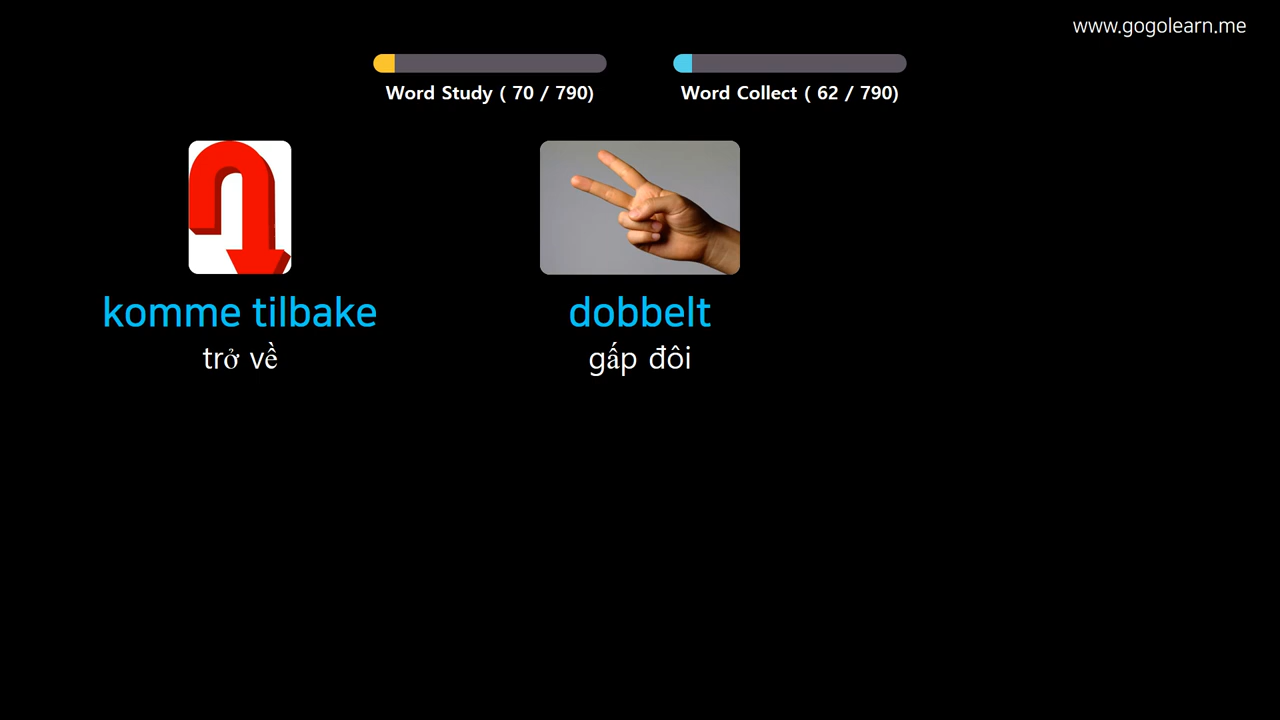 www.gogolearn.me
Word Study ( 70 / 790)
Word Collect ( 62 / 790)
komme tilbake
trở về
dobbelt
gấp đôi